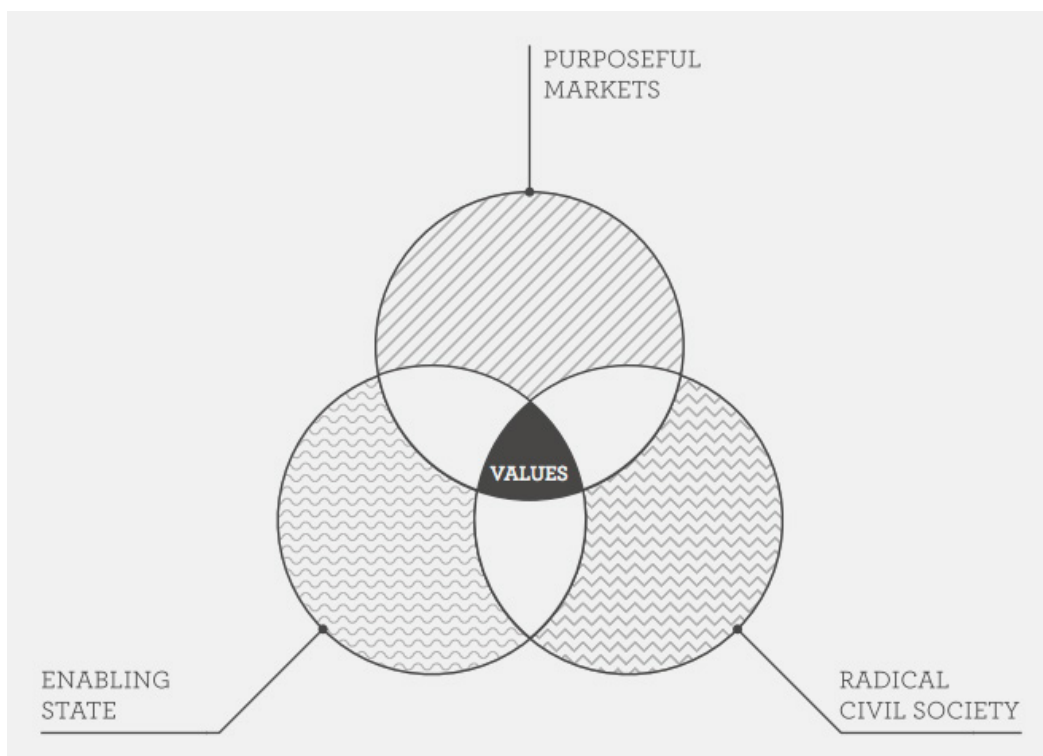 PURPOSEFUL
MARKETS
VALUES
ENABLING
STATE
RADICAL
CIVIL SOCIETY